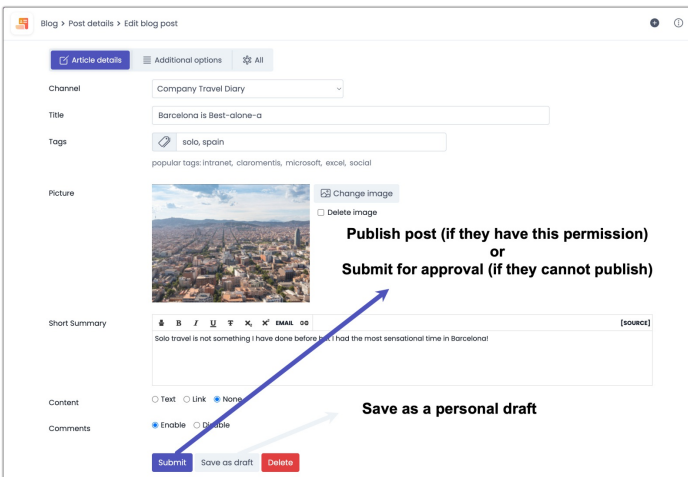 Blog > Post details > Edit blog post
Article details
Additional options
All
Channel
Company Travel Diary
Title
Barcelona is Best-alone-a
Tags
solo, spain
popular tags: intranet, claromentis, microsoft, excel, social
Picture
Change image
Delete image
Publish post (if they have this permission)
or
Submit for approval (if they cannot publish)
Short Summary
B I U T X, X² EMAIL
[SOURCE]
Solo travel is not something I have done before but I had the most sensational time in Barcelona!
Content
Text Link None
Save as a personal draft
Comments
Enable Disable
Submit Save as draft Delete